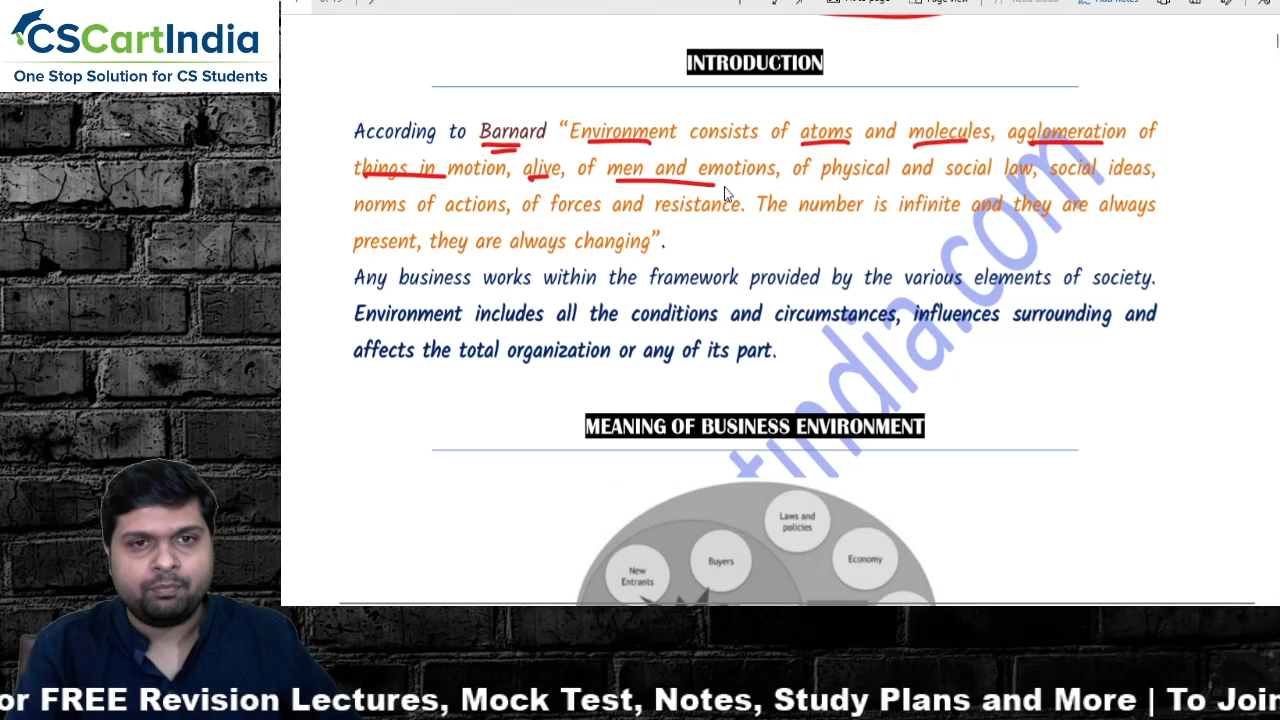 CSCartIndia
One Stop Solution for CS Students
INTRODUCTION
According to Barnard “Environment consists of atoms and molecules, agglomeration of
things in motion, alive, of men and emotions, of physical and social law, social ideas,
norms of actions, of forces and resistance. The number is infinite and they are always
present, they are always changing”.
Any business works within the framework provided by the various elements of society.
Environment includes all the conditions and circumstances, influences surrounding and
affects the total organization or any of its part.
MEANING OF BUSINESS ENVIRONMENT
Laws and
policies
Buyers
Economy
New
Entrants
or FREE Revision Lectures, Mock Test, Notes, Study Plans and More | To Join